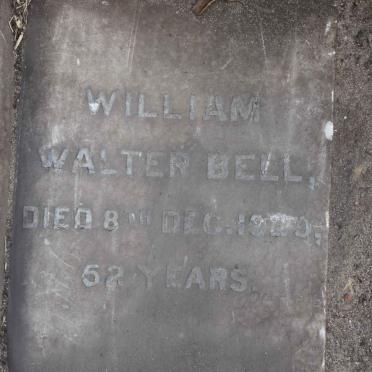 WILLIAM
WALTER BELL,
DIED 8TH DEC.
52 YEARS.